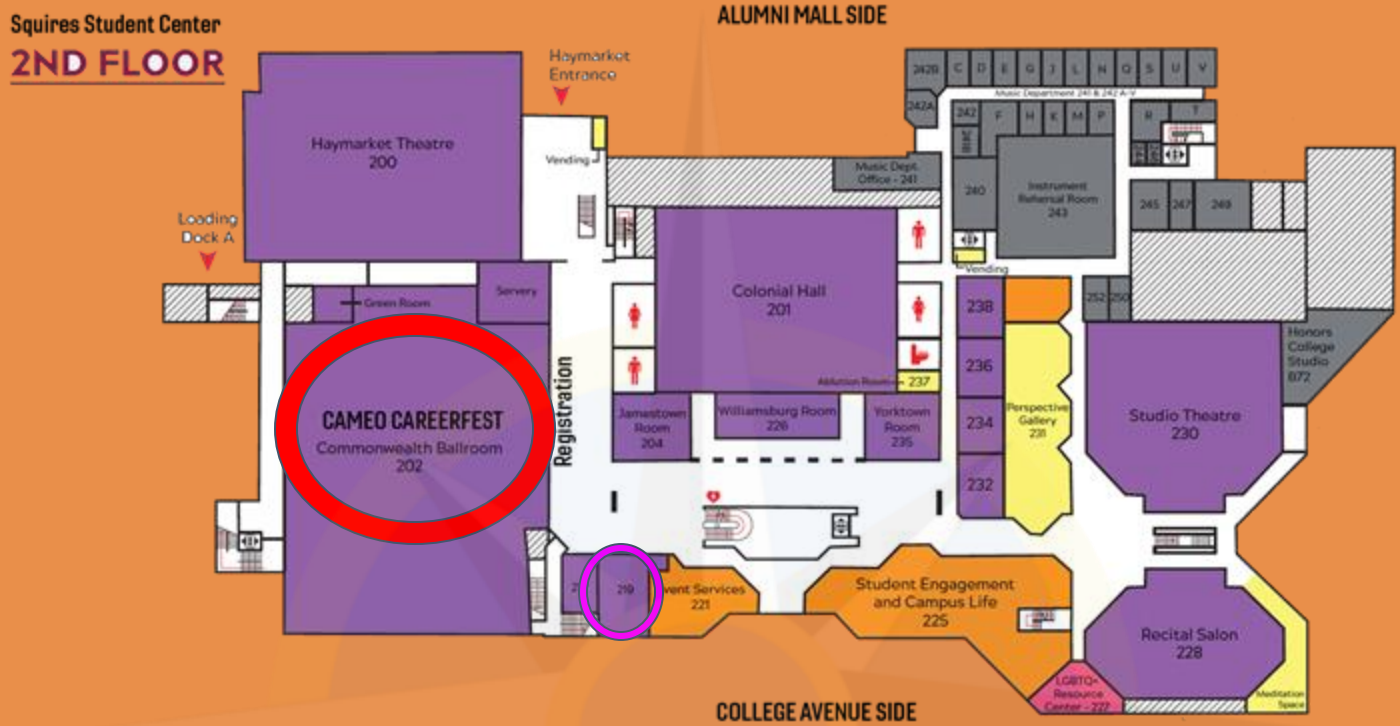 Squires Student Center
2ND FLOOR
ALUMNI MALL SIDE
Haymarket
Entrance
Haymarket Theatre
200
Vending
Loading
Dock A
Green Room
Servery
CAMEO CAREERFEST
Commonwealth Ballroom
202
Registration
Colonial Hall
201
Ablution Room
237
Jamestown
Room
204
Williamsburg Room
226
Yorktown
Room
235
219
vent Services
221
Student Engagement
and Campus Life
225
242B
C
D
E
G
J
L
N
Q
S
U
V
Music Department 241 & 242 A-V
242A
242
F
H
K
M
P
R
T
Music Dept.
Office - 241
240
Instrument
Rehersal Room
243
245
247
249
Vending
252
250
238
236
234
232
Perspective
Gallery
231
Studio Theatre
230
Honors
College
Studio
B72
Recital Salon
228
LGBTQ+
Resource
Center - 227
Meditation
Space
COLLEGE AVENUE SIDE